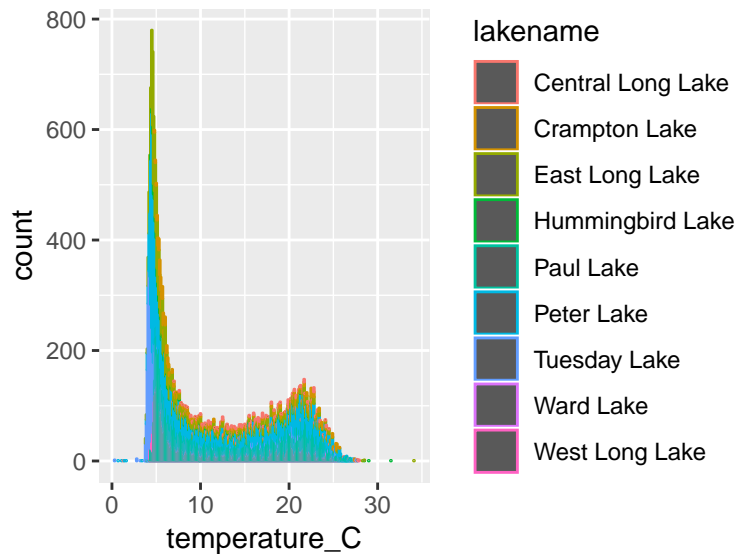 800
600
400
200
0
count
0 10 20 30
temperature_C
lakename
Central Long Lake
Crampton Lake
East Long Lake
Hummingbird Lake
Paul Lake
Peter Lake
Tuesday Lake
Ward Lake
West Long Lake